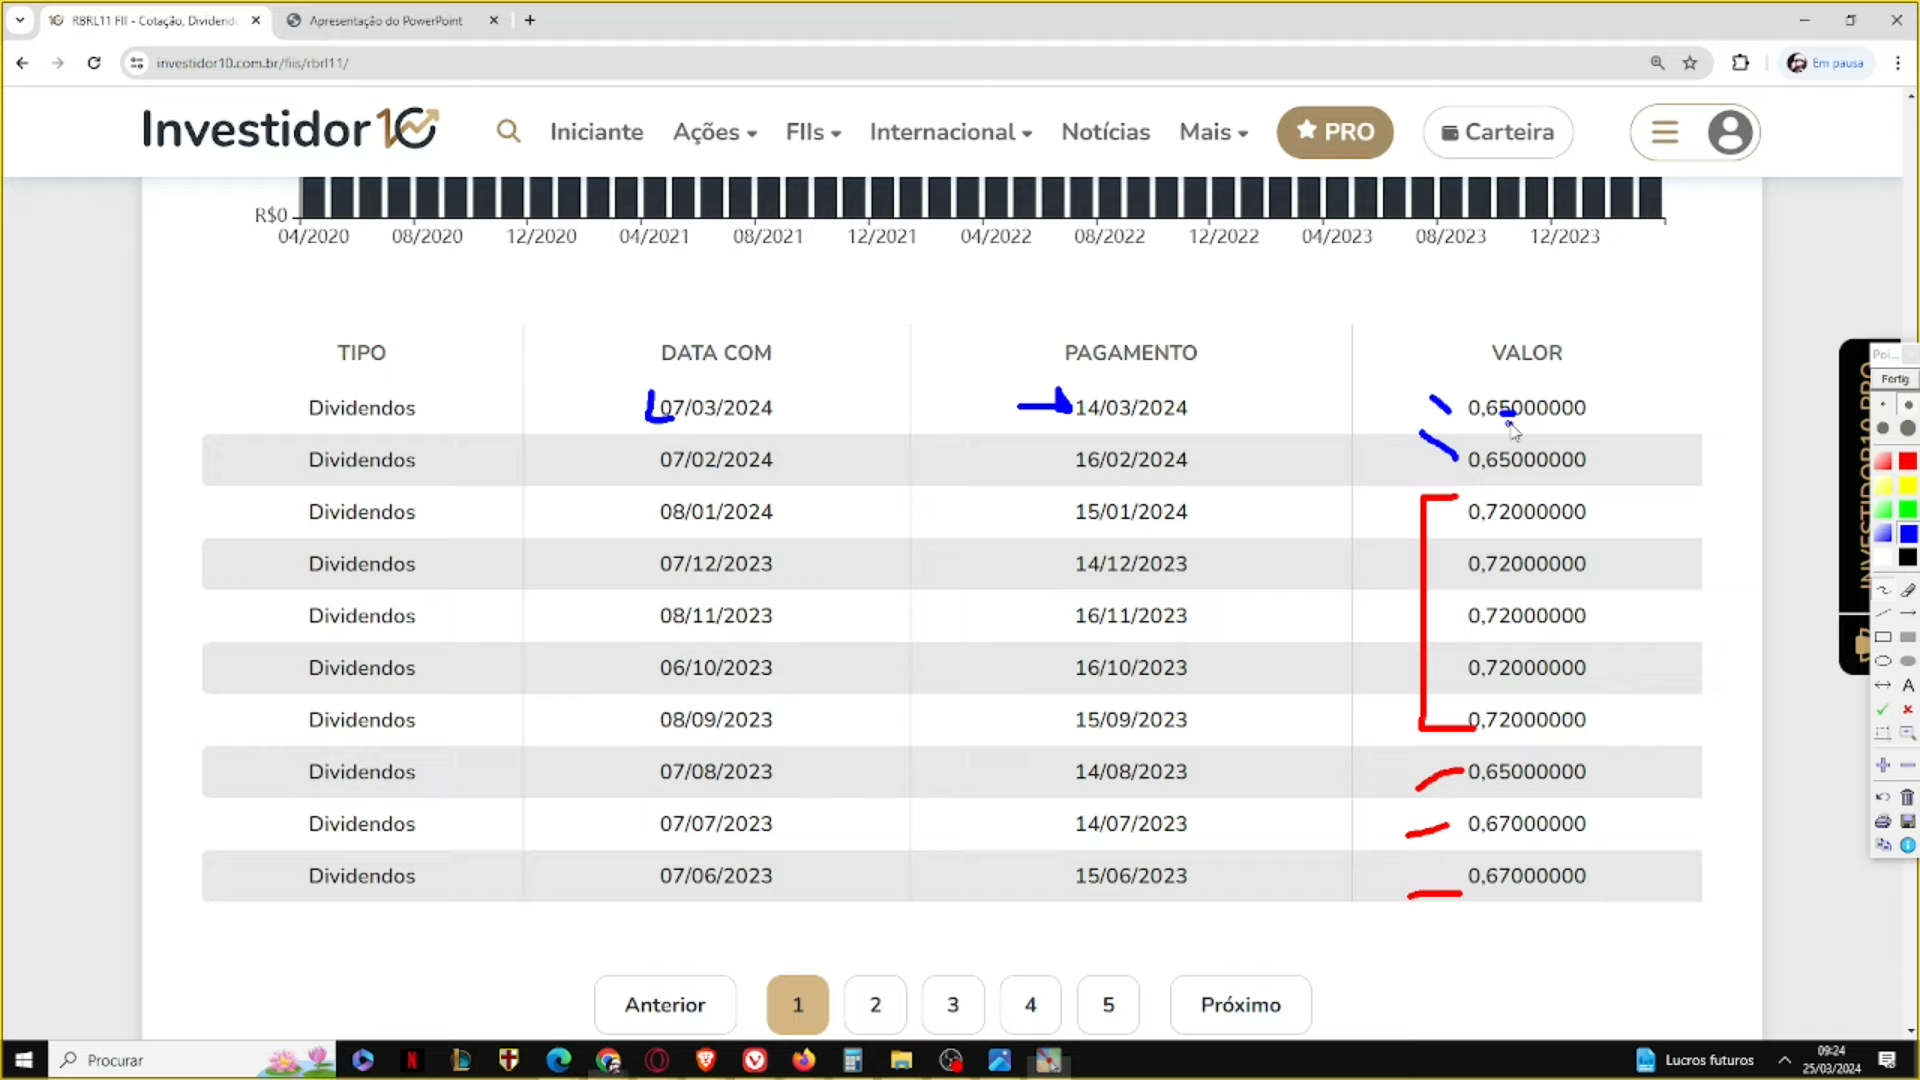 RBRL11 FII - Cotação, Dividend
Apresentação do PowerPoint
investidor10.com.br/fiis/rbrl11/
Em pausa
Investidor 10
Iniciante
Ações
FIIs
Internacional
Notícias
Mais
PRO
Carteira
R$0
04/2020 08/2020 12/2020 04/2021 08/2021 12/2021 04/2022 08/2022 12/2022 04/2023 08/2023 12/2023
TIPO DATA COM PAGAMENTO VALOR
Dividendos 07/03/2024 14/03/2024 0,65000000
Dividendos 07/02/2024 16/02/2024 0,65000000
Dividendos 08/01/2024 15/01/2024 0,72000000
Dividendos 07/12/2023 14/12/2023 0,72000000
Dividendos 08/11/2023 16/11/2023 0,72000000
Dividendos 06/10/2023 16/10/2023 0,72000000
Dividendos 08/09/2023 15/09/2023 0,72000000
Dividendos 07/08/2023 14/08/2023 0,65000000
Dividendos 07/07/2023 14/07/2023 0,67000000
Dividendos 07/06/2023 15/06/2023 0,67000000
Anterior 1 2 3 4 5 Próximo
INVESTIDOR10 PRO
Poi...
Fertig
A
Procurar
Lucros futuros
09:24
25/03/2024